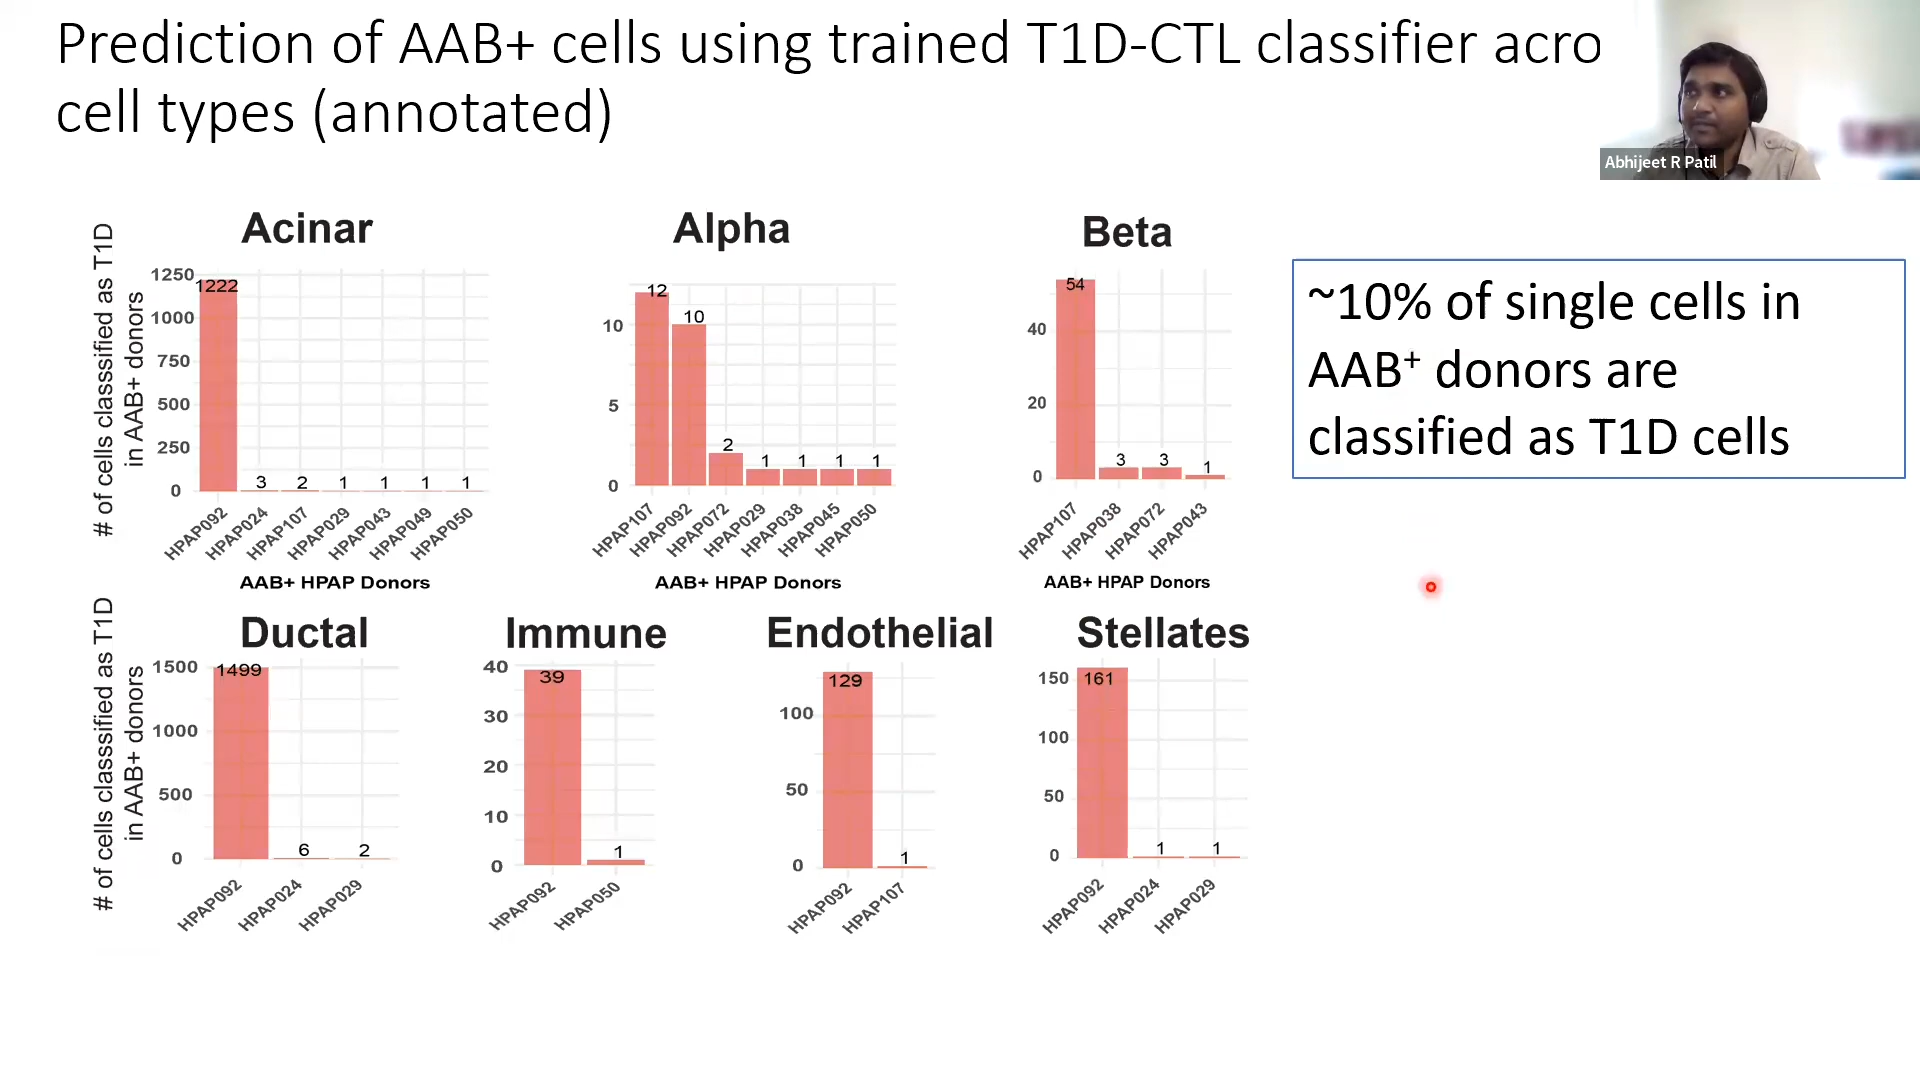 Prediction of AAB+ cells using trained T1D-CTL classifier acro
cell types (annotated)
Abhijeet R Patil
# of cells classsified as T1D
in AAB+ donors
Acinar
1250
1000
750
500
250
0
1222
3
2
1
1
1
1
HPAP092
HPAP024
HPAP107
HPAP029
HPAP043
HPAP049
HPAP050
AAB+ HPAP Donors
Alpha
10
5
0
12
10
2
1
1
1
1
HPAP107
HPAP092
HPAP072
HPAP029
HPAP038
HPAP045
HPAP050
AAB+ HPAP Donors
Beta
40
20
0
54
3
3
1
HPAP107
HPAP038
HPAP072
HPAP043
AAB+ HPAP Donors
~10% of single cells in
AAB⁺ donors are
classified as T1D cells
# of cells classsified as T1D
in AAB+ donors
Ductal
1500
1000
500
0
1499
6
2
HPAP092
HPAP024
HPAP029
Immune
40
30
20
10
0
39
1
HPAP092
HPAP050
Endothelial
100
50
0
129
1
HPAP092
HPAP107
Stellates
150
100
50
0
161
1
1
HPAP092
HPAP024
HPAP029